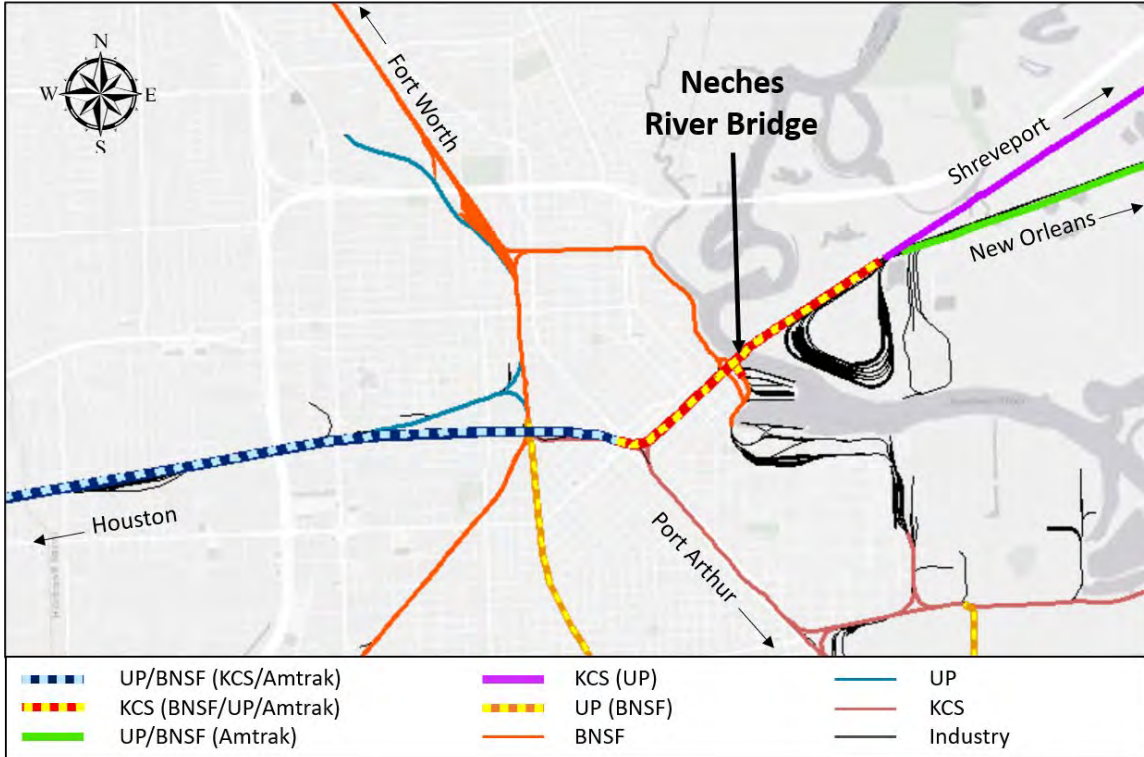 N
W
E
S
Fort Worth
Neches
River Bridge
Shreveport
New Orleans
Houston
Port Arthur
UP/BNSF (KCS/Amtrak)
KCS (BNSF/UP/Amtrak)
UP/BNSF (Amtrak)
KCS (UP)
UP (BNSF)
BNSF
UP
KCS
Industry